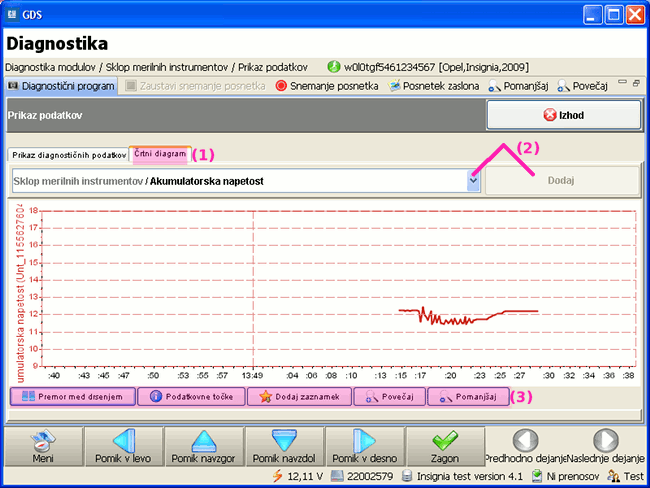 GDS
Diagnostika
Diagnostika modulov / Sklop merilnih instrumentov / Prikaz podatkov w0l0tgf5461234567 [Opel,Insignia,2009]
Diagnostični program Zaustavi snemanje posnetka Snemanje posnetka Posnetek zaslona Pomanjšaj Povečaj
Prikaz podatkov Izhod
Prikaz diagnostičnih podatkov Črtni diagram (1) (2)
Sklop merilnih instrumentov / Akumulatorska napetost Dodaj
umulatorska napetost (Unt_1155627604
18
17
16
15
14
13
12
11
10
9
:40 :43 :45 :47 :50 :53 :55 :57 13:49 :04 :06 :08 :10 :13 :15 :17 :20 :23 :25 :27 :30 :32 :34 :36 :38
Premor med drsenjem Podatkovne točke Dodaj zaznamek Povečaj Pomanjšaj (3)
Meni Pomik v levo Pomik navzgor Pomik navzdol Pomik v desno Zagon Predhodno dejanje Naslednje dejanje
12,11 V 22002579 Insignia test version 4.1 Ni prenosov Test